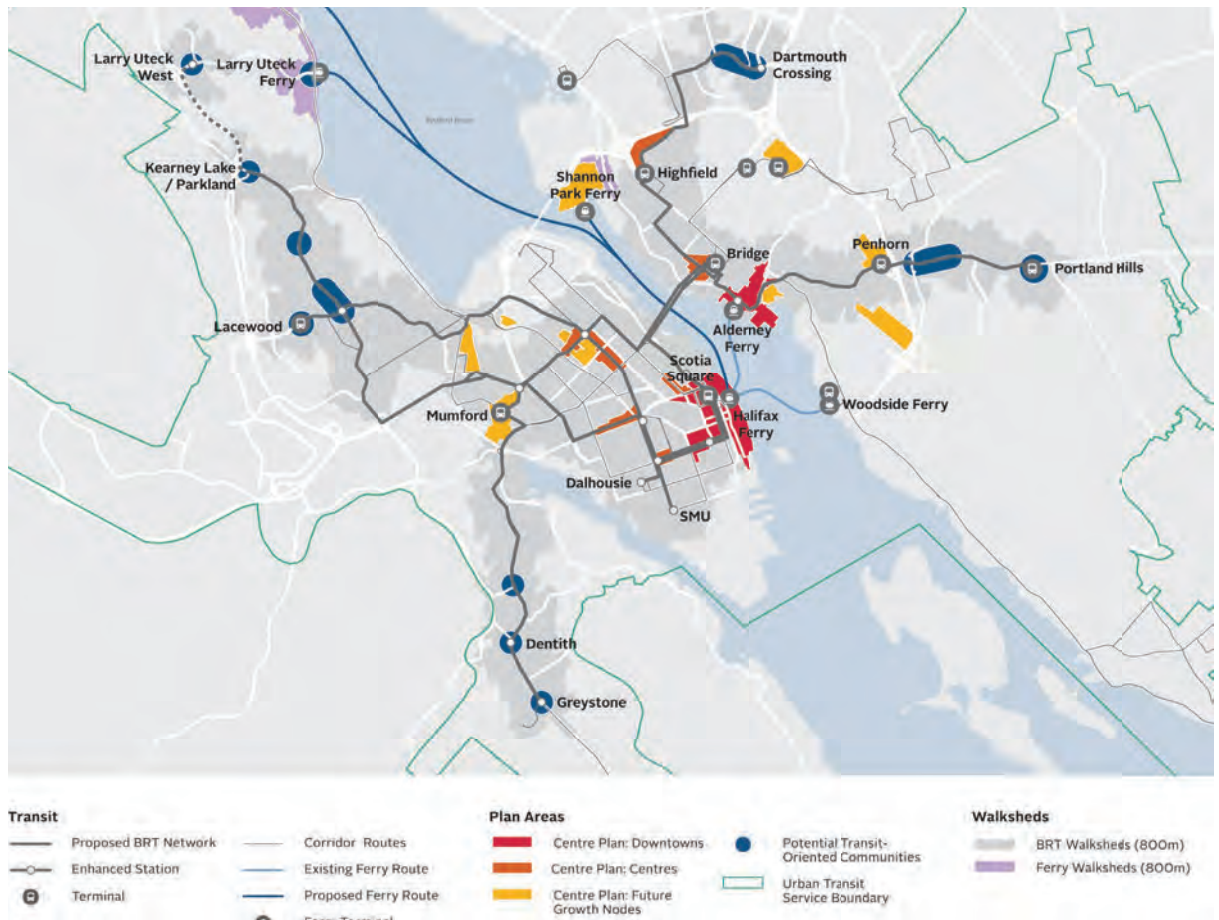 Larry Uteck
West
Larry Uteck
Ferry
Dartmouth
Crossing
Kearney Lake
/ Parkland
Shannon
Park Ferry
Highfield
Bridge
Penhorn
Portland Hills
Lacewood
Alderney
Ferry
Scotia
Square
Mumford
Halifax
Ferry
Woodside Ferry
Dalhousie
SMU
Dentith
Greystone
Transit
Proposed BRT Network
Enhanced Station
Terminal
Corridor Routes
Existing Ferry Route
Proposed Ferry Route
Plan Areas
Centre Plan: Downtowns
Centre Plan: Centres
Centre Plan: Future
Growth Nodes
Potential Transit-
Oriented Communities
Urban Transit
Service Boundary
Walksheds
BRT Walksheds (800m)
Ferry Walksheds (800m)